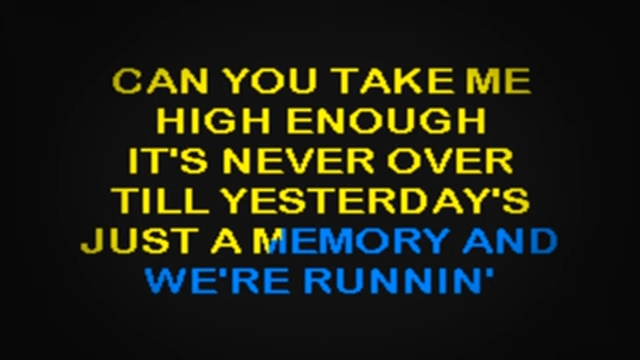 CAN YOU TAKE ME
HIGH ENOUGH
IT'S NEVER OVER
TILL YESTERDAY'S
JUST A MEMORY AND
WE'RE RUNNIN'